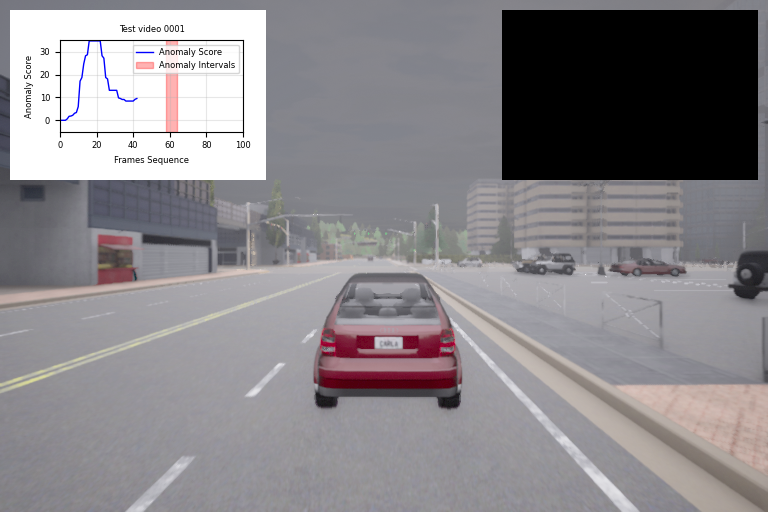 Test video 0001
Anomaly Score
30
20
10
0
Anomaly Score
Anomaly Intervals
0 20 40 60 80 100
Frames Sequence
CARLA